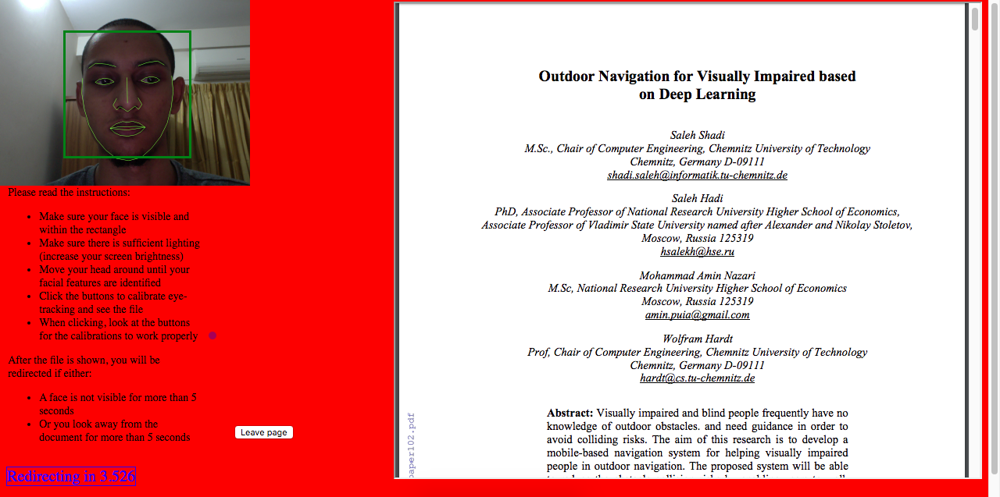 Please read the instructions:
Make sure your face is visible and
within the rectangle
Make sure there is sufficient lighting
(increase your screen brightness)
Move your head around until your
facial features are identified
Click the buttons to calibrate eye-
tracking and see the file
When clicking, look at the buttons
for the calibrations to work properly
After the file is shown, you will be
redirected if either:
A face is not visible for more than 5
seconds
Or you look away from the
document for more than 5 seconds
Leave page
Redirecting in 3.526
Outdoor Navigation for Visually Impaired based
on Deep Learning
Saleh Shadi
M.Sc., Chair of Computer Engineering, Chemnitz University of Technology
Chemnitz, Germany D-09111
shadi.saleh@informatik.tu-chemnitz.de
Saleh Hadi
PhD, Associate Professor of National Research University Higher School of Economics,
Associate Professor of Vladimir State University named after Alexander and Nikolay Stoletov,
Moscow, Russia 125319
hsalekh@hse.ru
Mohammad Amin Nazari
M.Sc, National Research University Higher School of Economics
Moscow, Russia 125319
amin.puia@gmail.com
Wolfram Hardt
Prof, Chair of Computer Engineering, Chemnitz University of Technology
Chemnitz, Germany D-09111
hardt@cs.tu-chemnitz.de
Abstract: Visually impaired and blind people frequently have no
knowledge of outdoor obstacles. and need guidance in order to
avoid colliding risks. The aim of this research is to develop a
mobile-based navigation system for helping visually impaired
people in outdoor navigation. The proposed system will be able
paper102.pdf